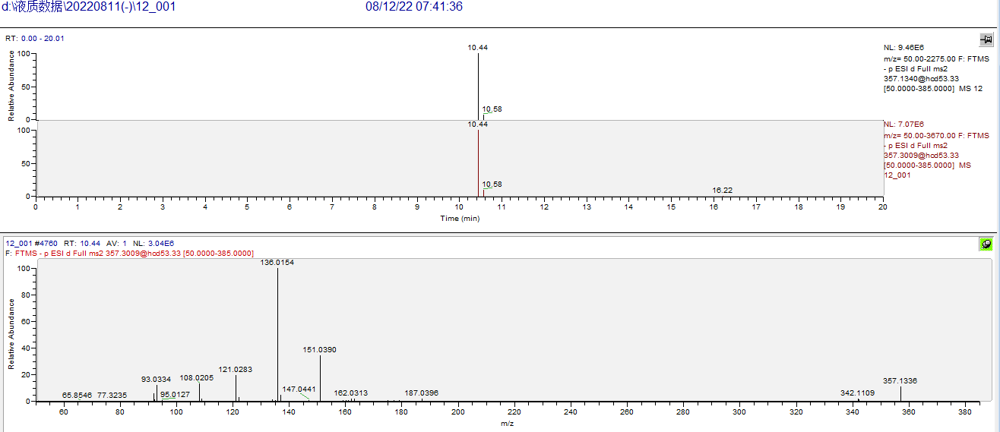 d:\液质数据\20220811(-)\12_001 08/12/22 07:41:36
RT: 0.00 - 20.01
NL: 9.46E6
m/z= 50.00-2275.00 F: FTMS
- p ESI d Full ms2
357.1340@hcd53.33
[50.0000-385.0000] MS 12
Relative Abundance
100
50
0
10.44
10.58
NL: 7.07E6
m/z= 50.00-3670.00 F: FTMS
- p ESI d Full ms2
357.3009@hcd53.33
[50.0000-385.0000] MS
12_001
100
50
0
10.44
10.58
16.22
0 1 2 3 4 5 6 7 8 9 10 11 12 13 14 15 16 17 18 19 20
Time (min)
12_001 #4760 RT: 10.44 AV: 1 NL: 3.04E6
F: FTMS - p ESI d Full ms2 357.3009@hcd53.33 [50.0000-385.0000]
Relative Abundance
100
80
60
40
20
0
136.0154
151.0390
121.0283
93.0334
108.0205
357.1336
147.0441
65.8546
77.3235
95.0127
162.0313
187.0396
342.1109
60 80 100 120 140 160 180 200 220 240 260 280 300 320 340 360 380
m/z